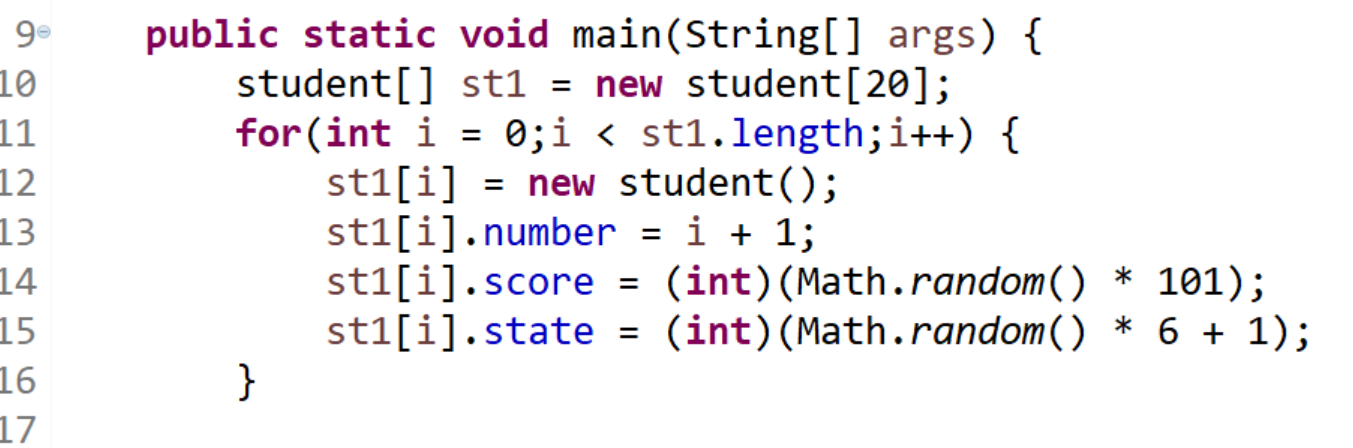 9 public static void main(String[] args) {
10 student[] st1 = new student[20];
11 for(int i = 0;i < st1.length;i++) {
12 st1[i] = new student();
13 st1[i].number = i + 1;
14 st1[i].score = (int)(Math.random() * 101);
15 st1[i].state = (int)(Math.random() * 6 + 1);
16 }
17